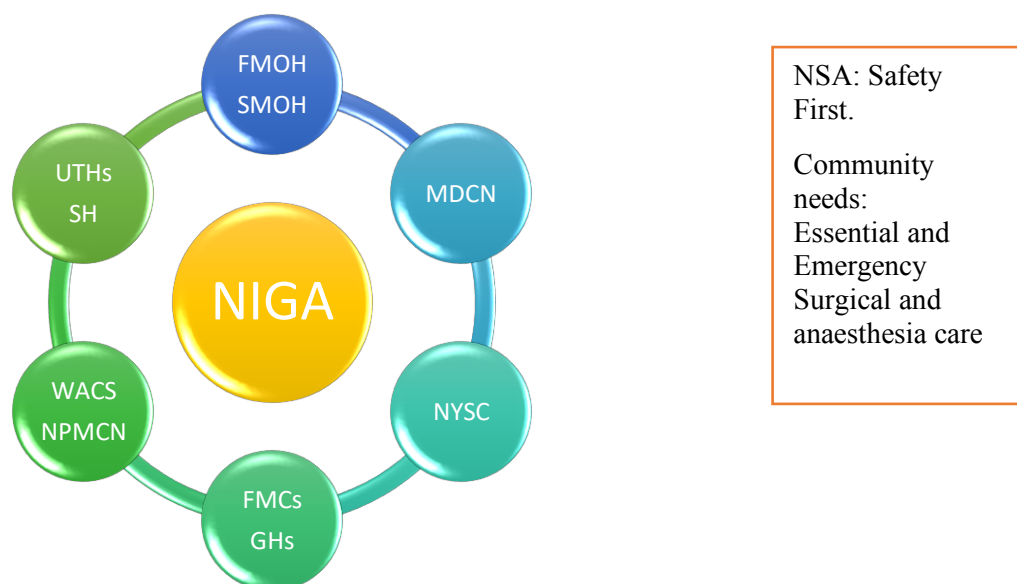 FMOH
SMOH
MDCN
NYSC
FMCs
GHs
WACS
NPMCN
UTHs
SH
NIGA
NSA: Safety
First.
Community
needs:
Essential and
Emergency
Surgical and
anaesthesia care